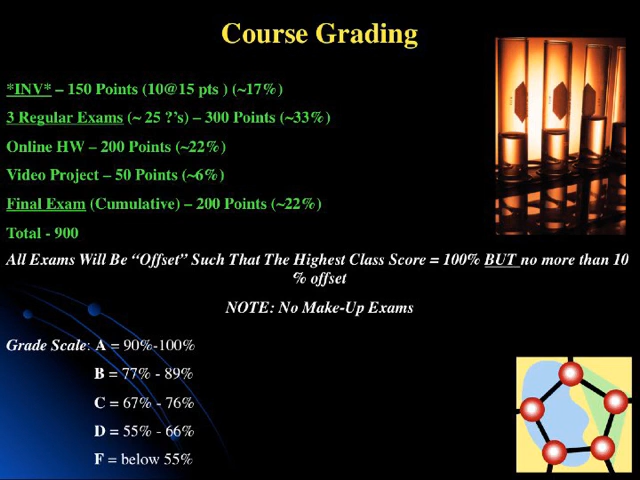 Course Grading
*INV* – 150 Points (10@15 pts ) (~17%)
3 Regular Exams (~ 25 ?’s) – 300 Points (~33%)
Online HW – 200 Points (~22%)
Video Project – 50 Points (~6%)
Final Exam (Cumulative) – 200 Points (~22%)
Total - 900
All Exams Will Be “Offset” Such That The Highest Class Score = 100% BUT no more than 10
% offset
NOTE: No Make-Up Exams
Grade Scale: A = 90%-100%
B = 77% - 89%
C = 67% - 76%
D = 55% - 66%
F = below 55%